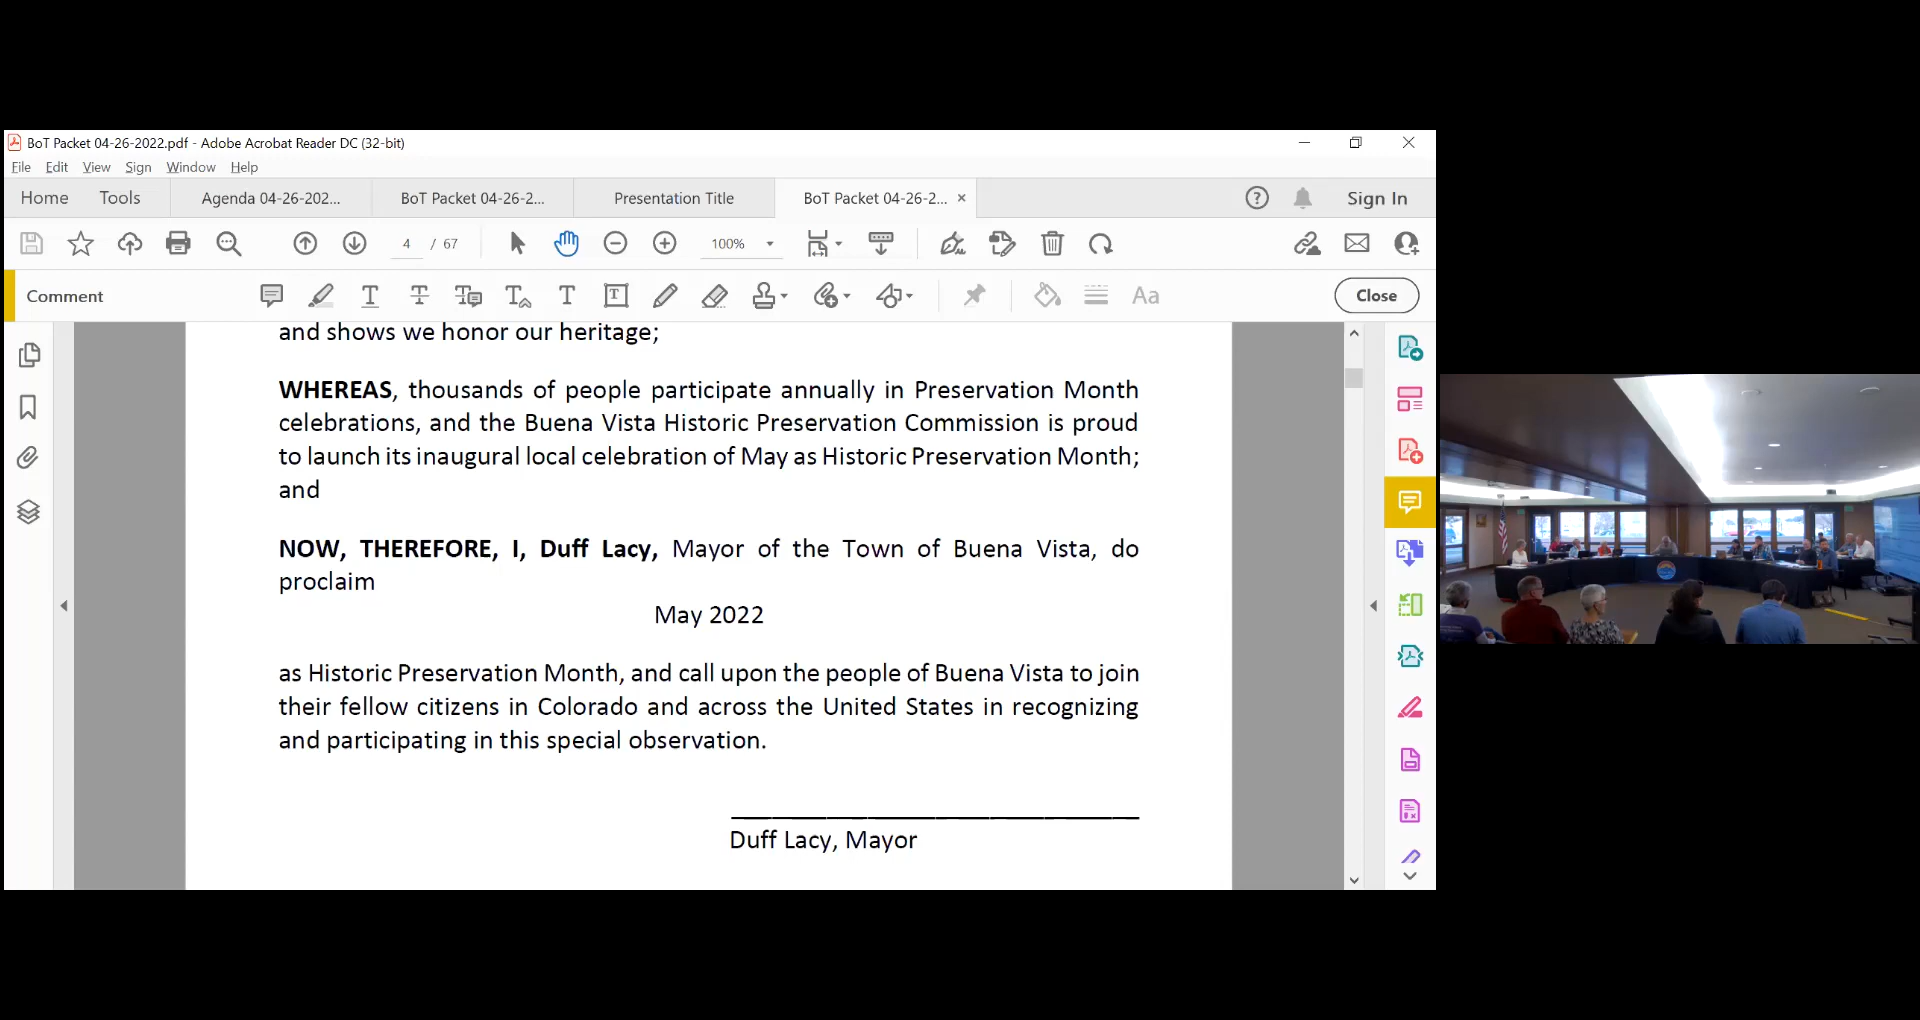 BoT Packet 04-26-2022.pdf - Adobe Acrobat Reader DC (32-bit)
File Edit View Sign Window Help
Home Tools Agenda 04-26-202... BoT Packet 04-26-2... Presentation Title BoT Packet 04-26-2... × Sign In
4 / 67 100%
Comment Aa Close
and shows we honor our heritage;
WHEREAS, thousands of people participate annually in Preservation Month
celebrations, and the Buena Vista Historic Preservation Commission is proud
to launch its inaugural local celebration of May as Historic Preservation Month;
and
NOW, THEREFORE, I, Duff Lacy, Mayor of the Town of Buena Vista, do
proclaim
May 2022
as Historic Preservation Month, and call upon the people of Buena Vista to join
their fellow citizens in Colorado and across the United States in recognizing
and participating in this special observation.
Duff Lacy, Mayor